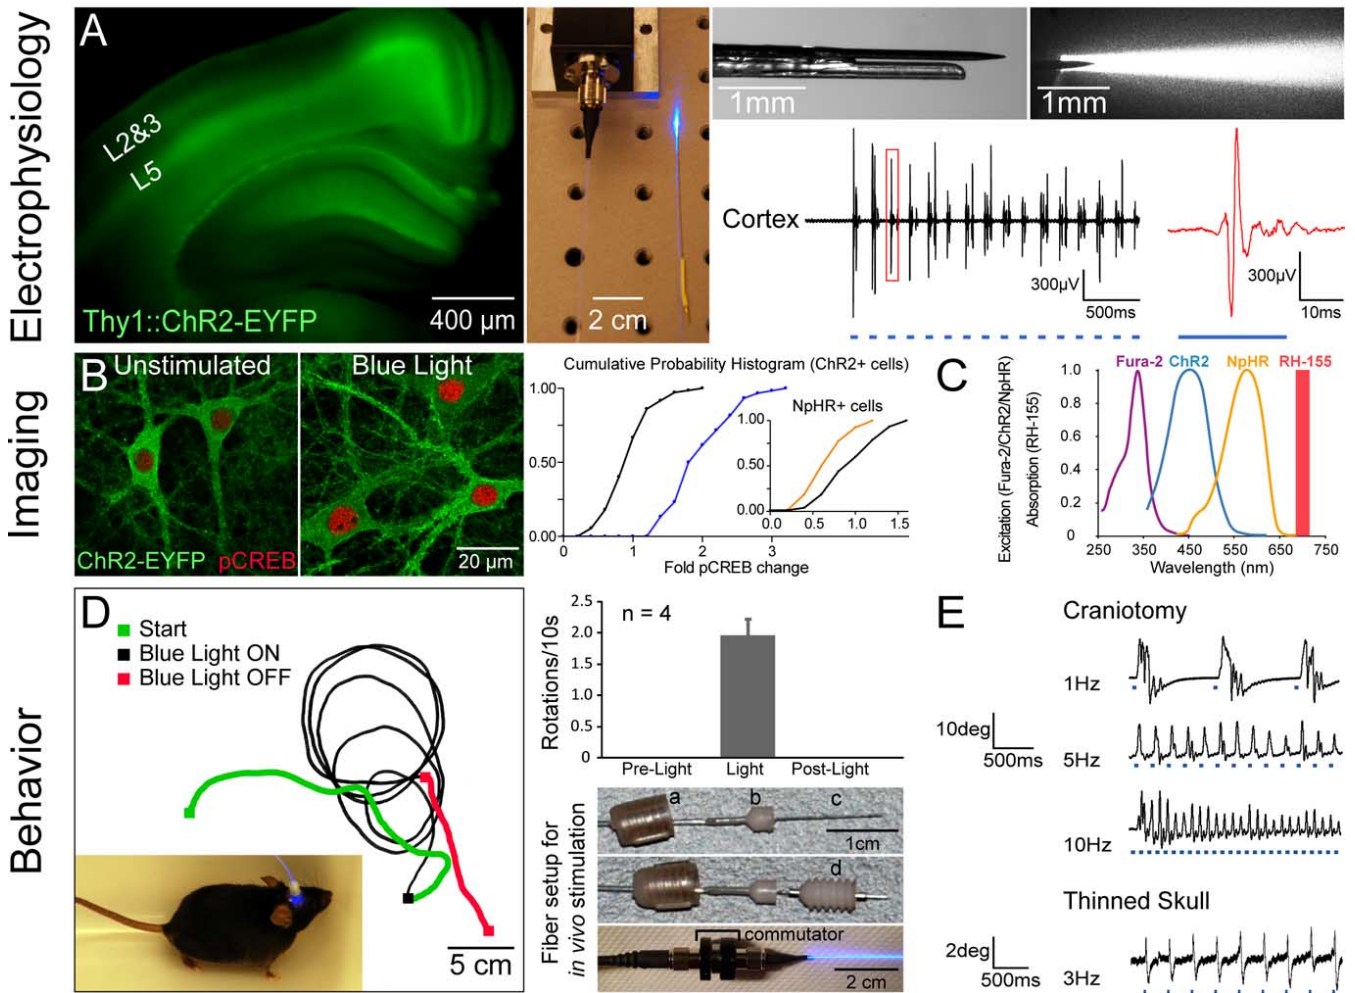 Electrophysiology
A
L2&3
L5
Thy1::ChR2-EYFP
400 µm
2 cm
1mm
1mm
Cortex
300µV
500ms
300µV
10ms
Imaging
B
Unstimulated
Blue Light
ChR2-EYFP pCREB
20 µm
Cumulative Probability Histogram (ChR2+ cells)
1.00
0.50
0.00
0
1
2
3
Fold pCREB change
NpHR+ cells
1.00
0.50
0.00
0.0
0.5
1.0
1.5
C
Fura-2 ChR2 NpHR RH-155
Excitation (Fura-2/ChR2/NpHR)
Absorption (RH-155)
1.0
0.8
0.6
0.4
0.2
0
250 350 450 550 650 750
Wavelength (nm)
Behavior
D
Start
Blue Light ON
Blue Light OFF
5 cm
n = 4
Rotations/10s
2.5
2.0
1.5
1.0
0.5
0
Pre-Light Light Post-Light
Fiber setup for
in vivo stimulation
a b c
1cm
d
commutator
2 cm
E
Craniotomy
1Hz
10deg
500ms
5Hz
10Hz
Thinned Skull
2deg
500ms
3Hz